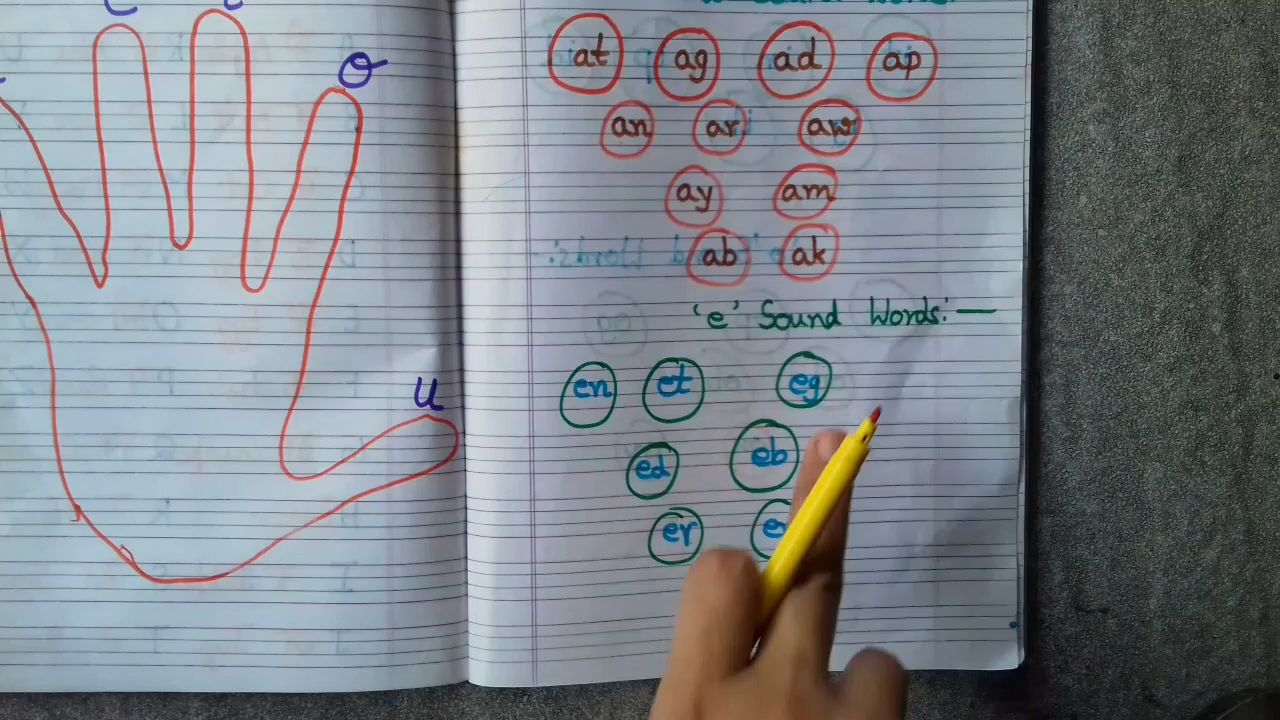 O
U
at ag ad ap
an ar aw
ay am
ab ak
'e' Sound Words:—
en et eg
ed eb
er